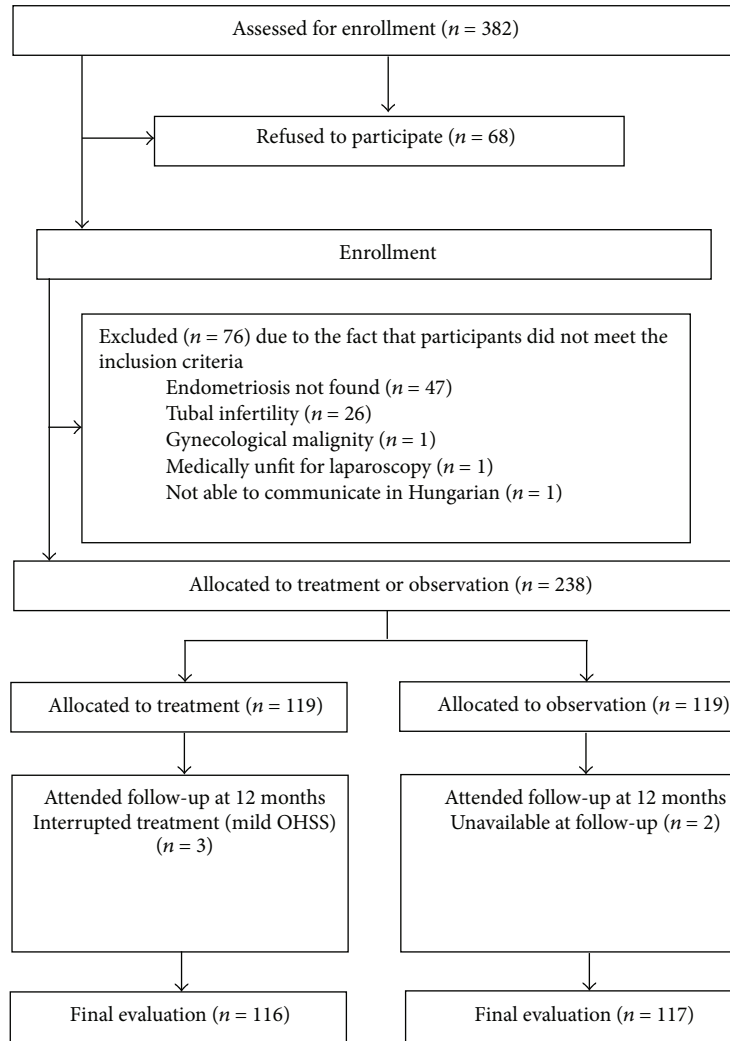 Assessed for enrollment (n = 382)
Refused to participate (n = 68)
Enrollment
Excluded (n = 76) due to the fact that participants did not meet the
inclusion criteria
Endometriosis not found (n = 47)
Tubal infertility (n = 26)
Gynecological malignity (n = 1)
Medically unfit for laparoscopy (n = 1)
Not able to communicate in Hungarian (n = 1)
Allocated to treatment or observation (n = 238)
Allocated to treatment (n = 119)
Allocated to observation (n = 119)
Attended follow-up at 12 months
Interrupted treatment (mild OHSS)
(n = 3)
Attended follow-up at 12 months
Unavailable at follow-up (n = 2)
Final evaluation (n = 116)
Final evaluation (n = 117)